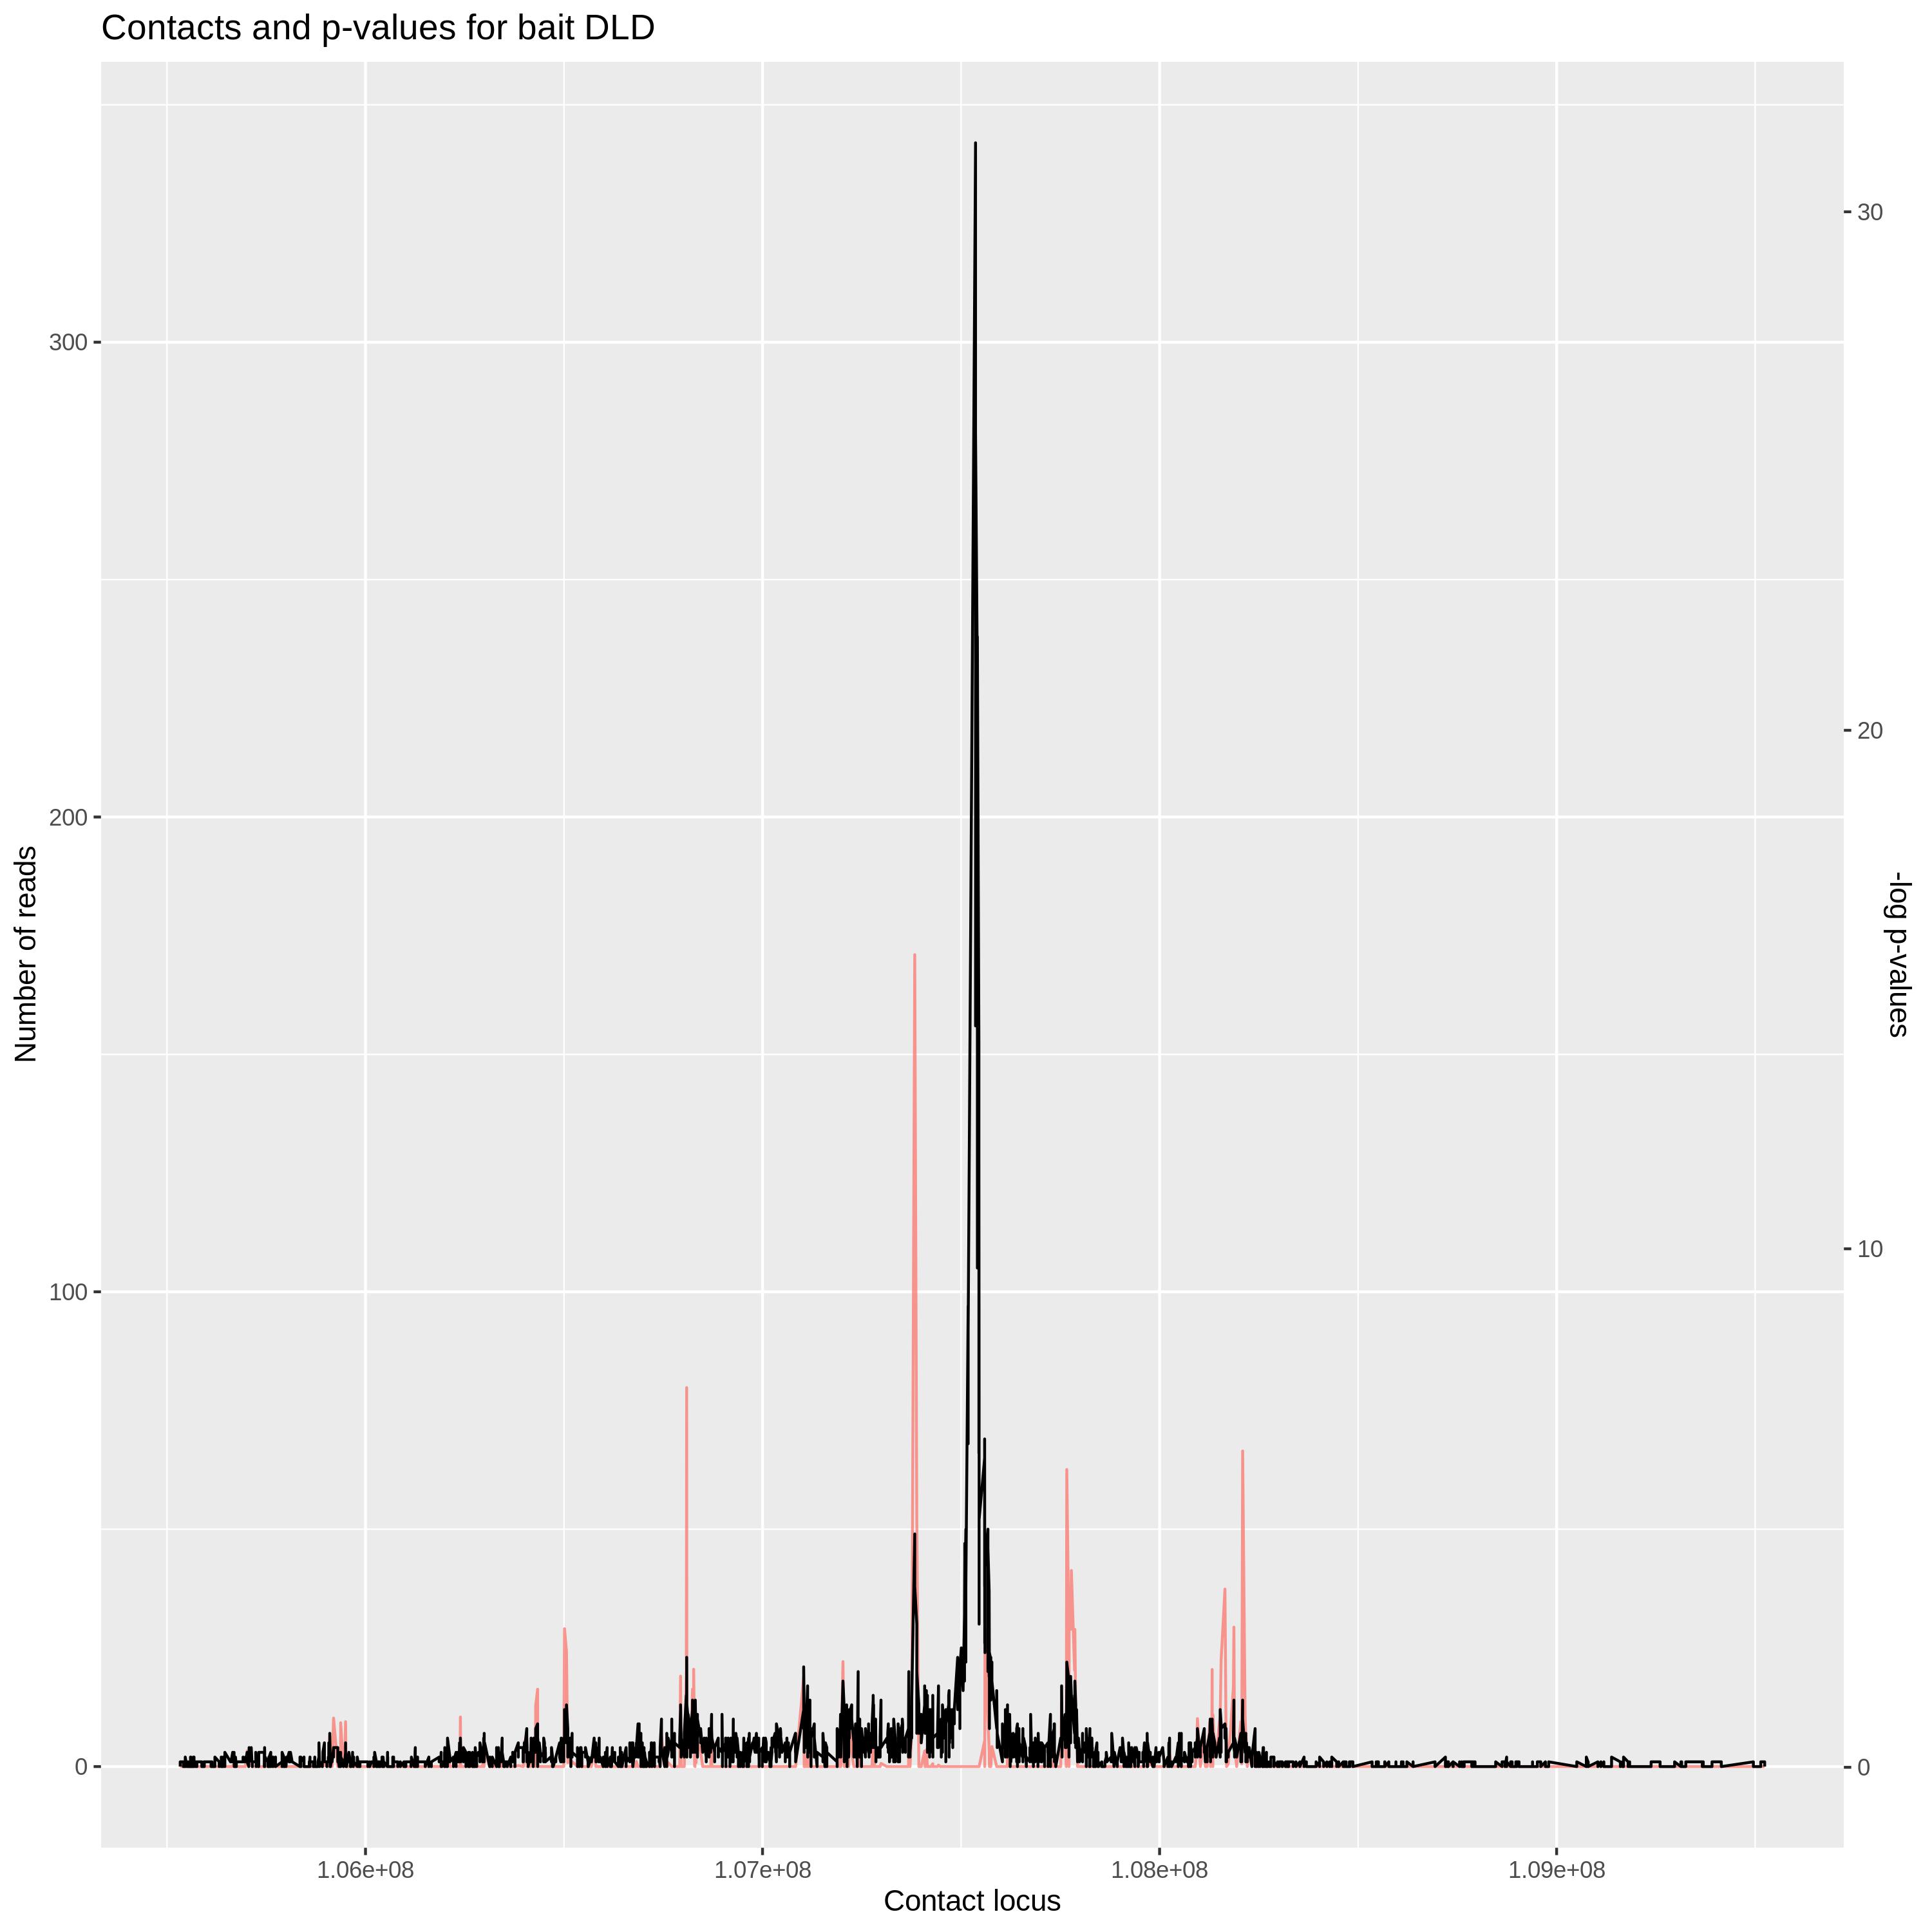 Contacts and p-values for bait DLD
300
200
100
0
Number of reads
30
20
10
0
-log p-values
1.06e+08 1.07e+08 1.08e+08 1.09e+08
Contact locus